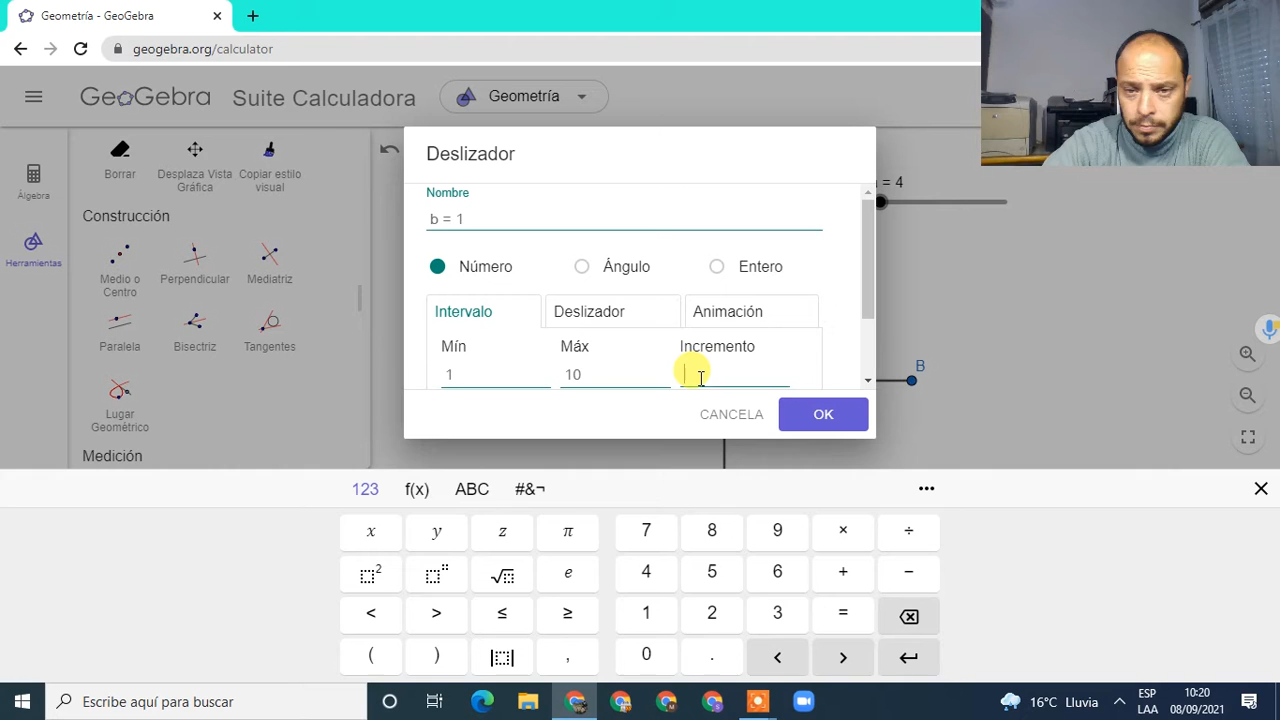 Geometría - GeoGebra
geogebra.org/calculator
GeoGebra
Suite Calculadora
Geometría
Álgebra
Herramientas
Borrar
Desplaza Vista
Gráfica
Copiar estilo
visual
Construcción
Medio o
Centro
Perpendicular
Mediatriz
Paralela
Bisectriz
Tangentes
Lugar
Geométrico
Medición
Deslizador
Nombre
b = 1
Número
Ángulo
Entero
Intervalo
Deslizador
Animación
Mín
Máx
Incremento
1
10
CANCELA
OK
= 4
B
123
f(x)
ABC
#&¬
x y z π 7 8 9 × ÷
□² □ √□ e 4 5 6 + −
< > ≤ ≥ 1 2 3 =
( ) |□| , 0 . < >
Escribe aquí para buscar
16°C Lluvia
ESP
LAA
10:20
08/09/2021